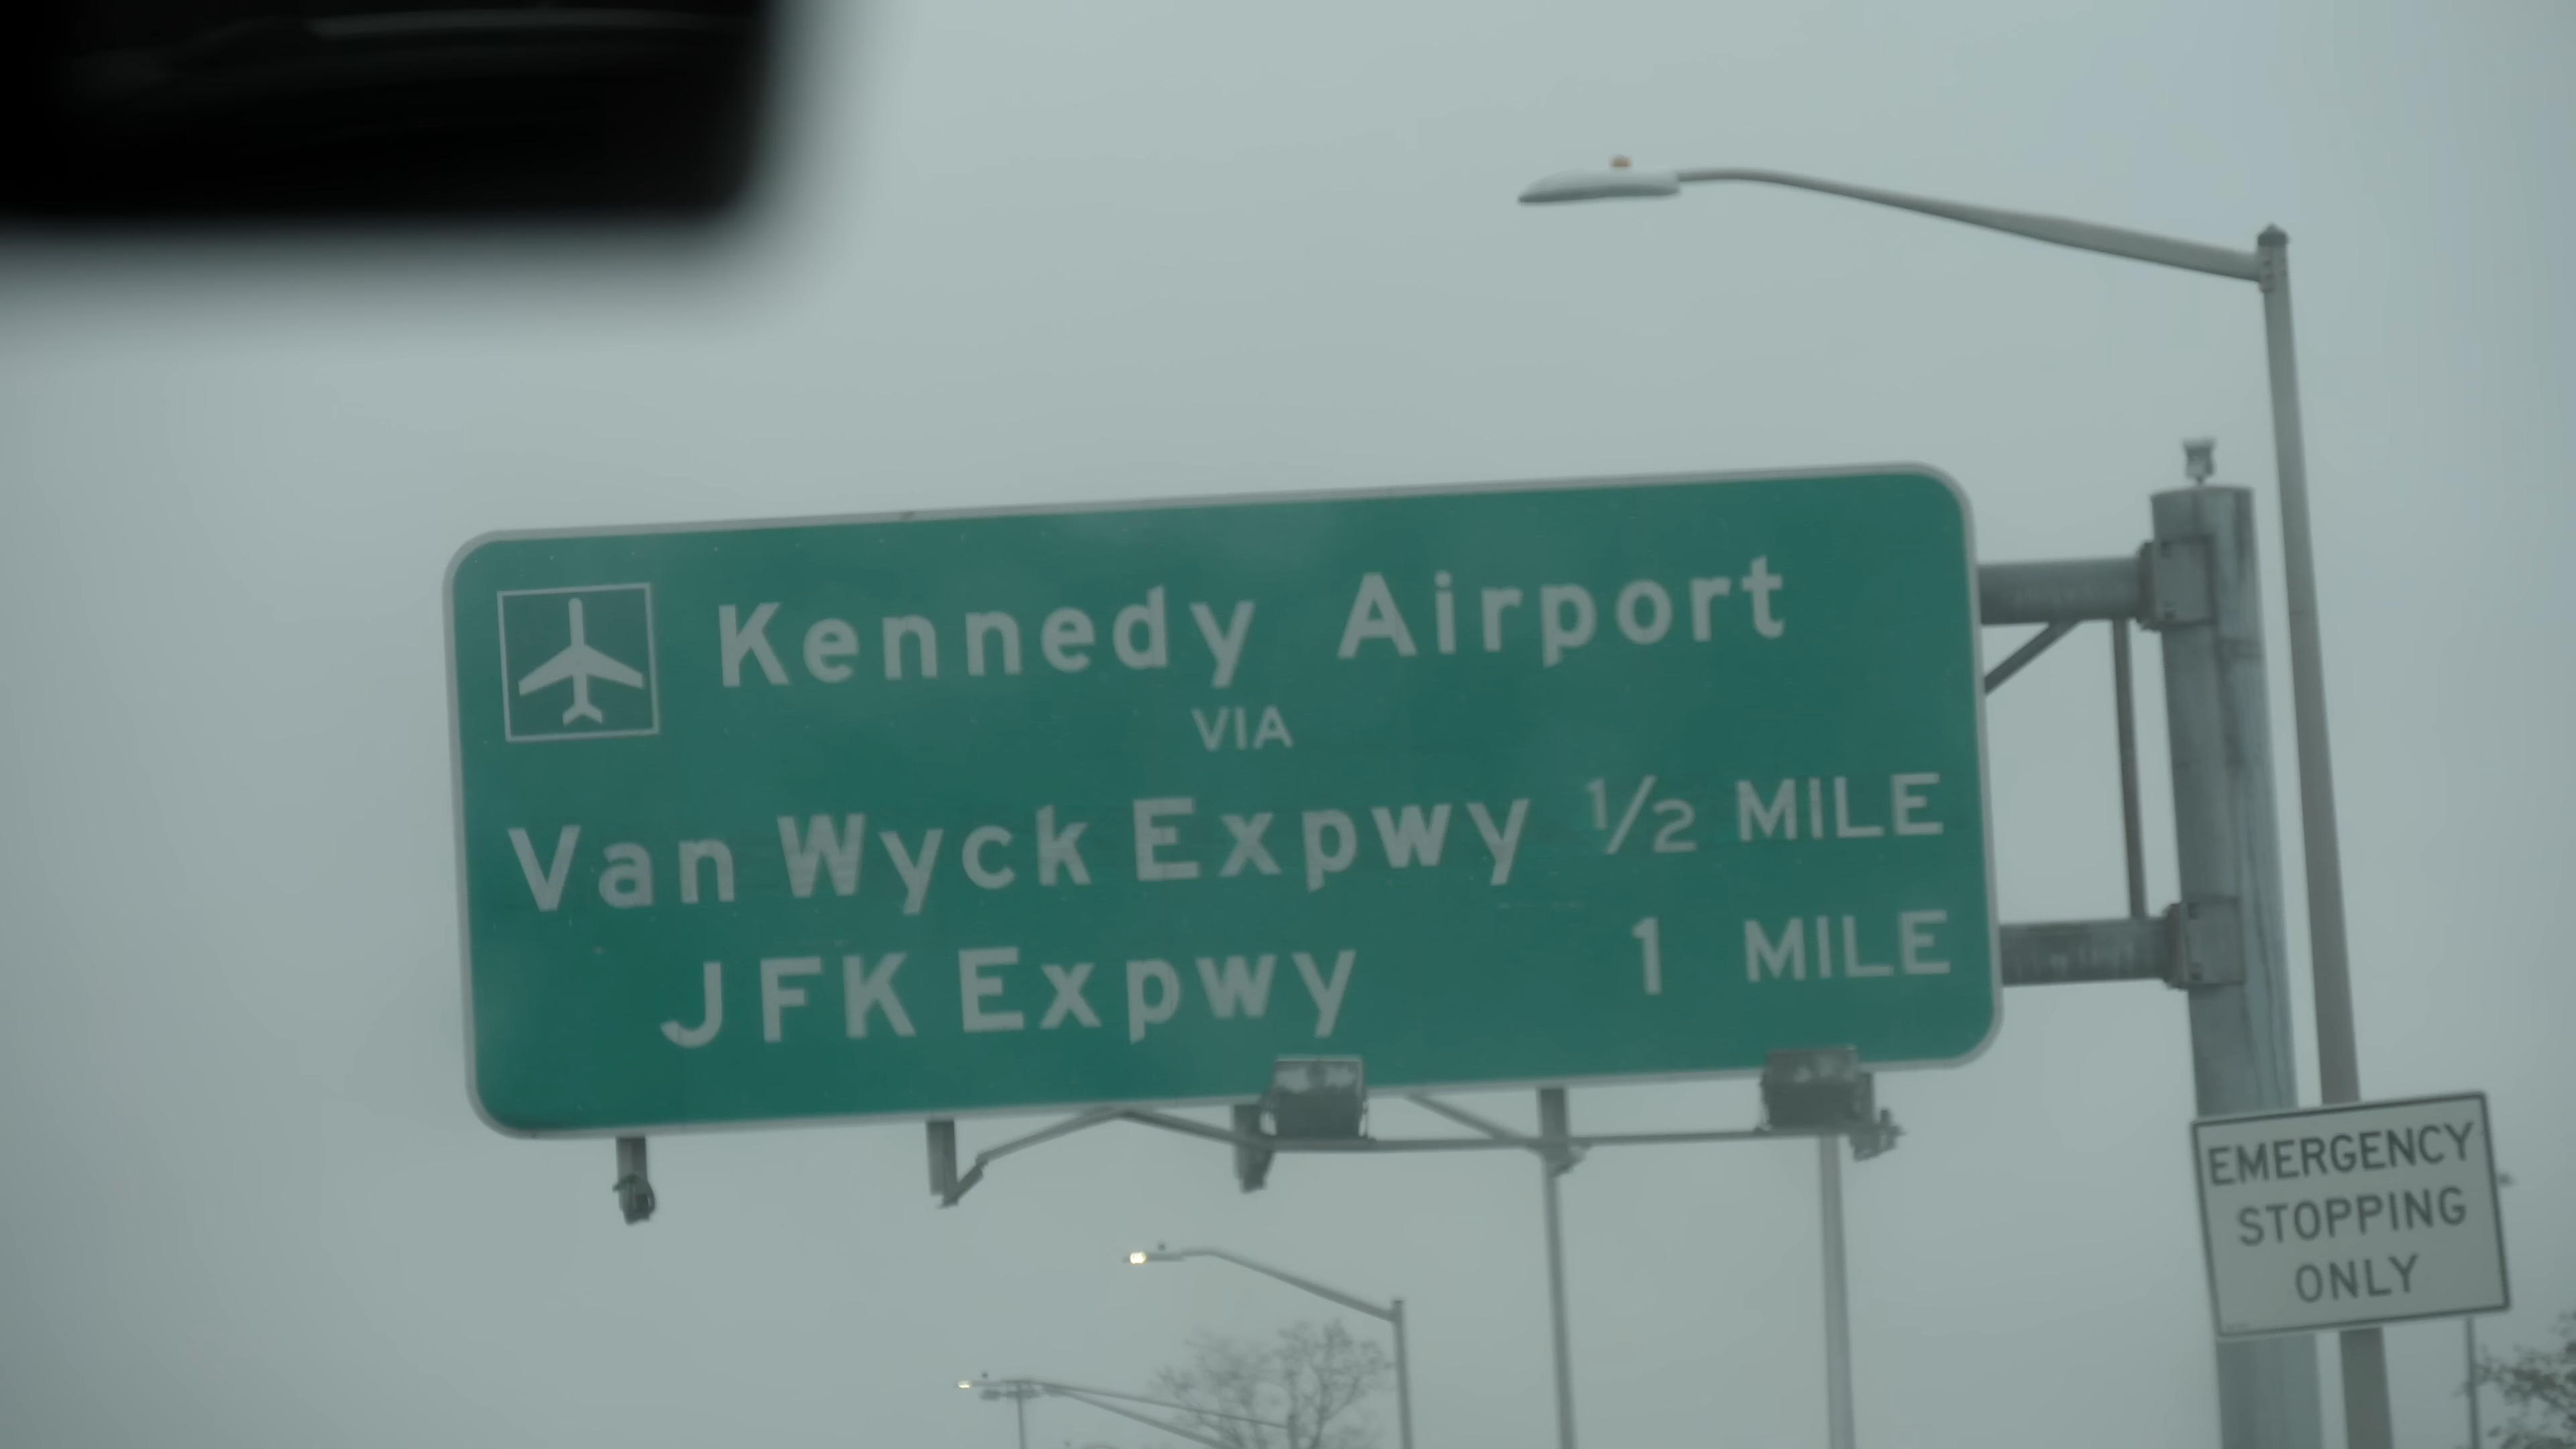 Kennedy Airport
VIA
Van Wyck Expwy 1/2 MILE
JFK Expwy 1 MILE
EMERGENCY
STOPPING
ONLY